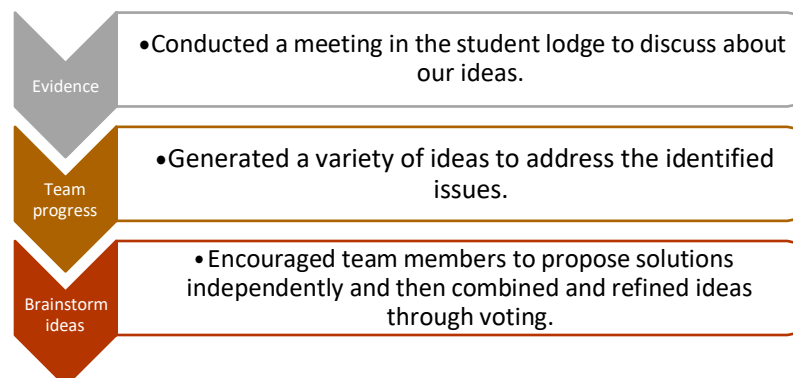 Evidence
•Conducted a meeting in the student lodge to discuss about
our ideas.
Team
progress
•Generated a variety of ideas to address the identified
issues.
Brainstorm
ideas
•Encouraged team members to propose solutions
independently and then combined and refined ideas
through voting.